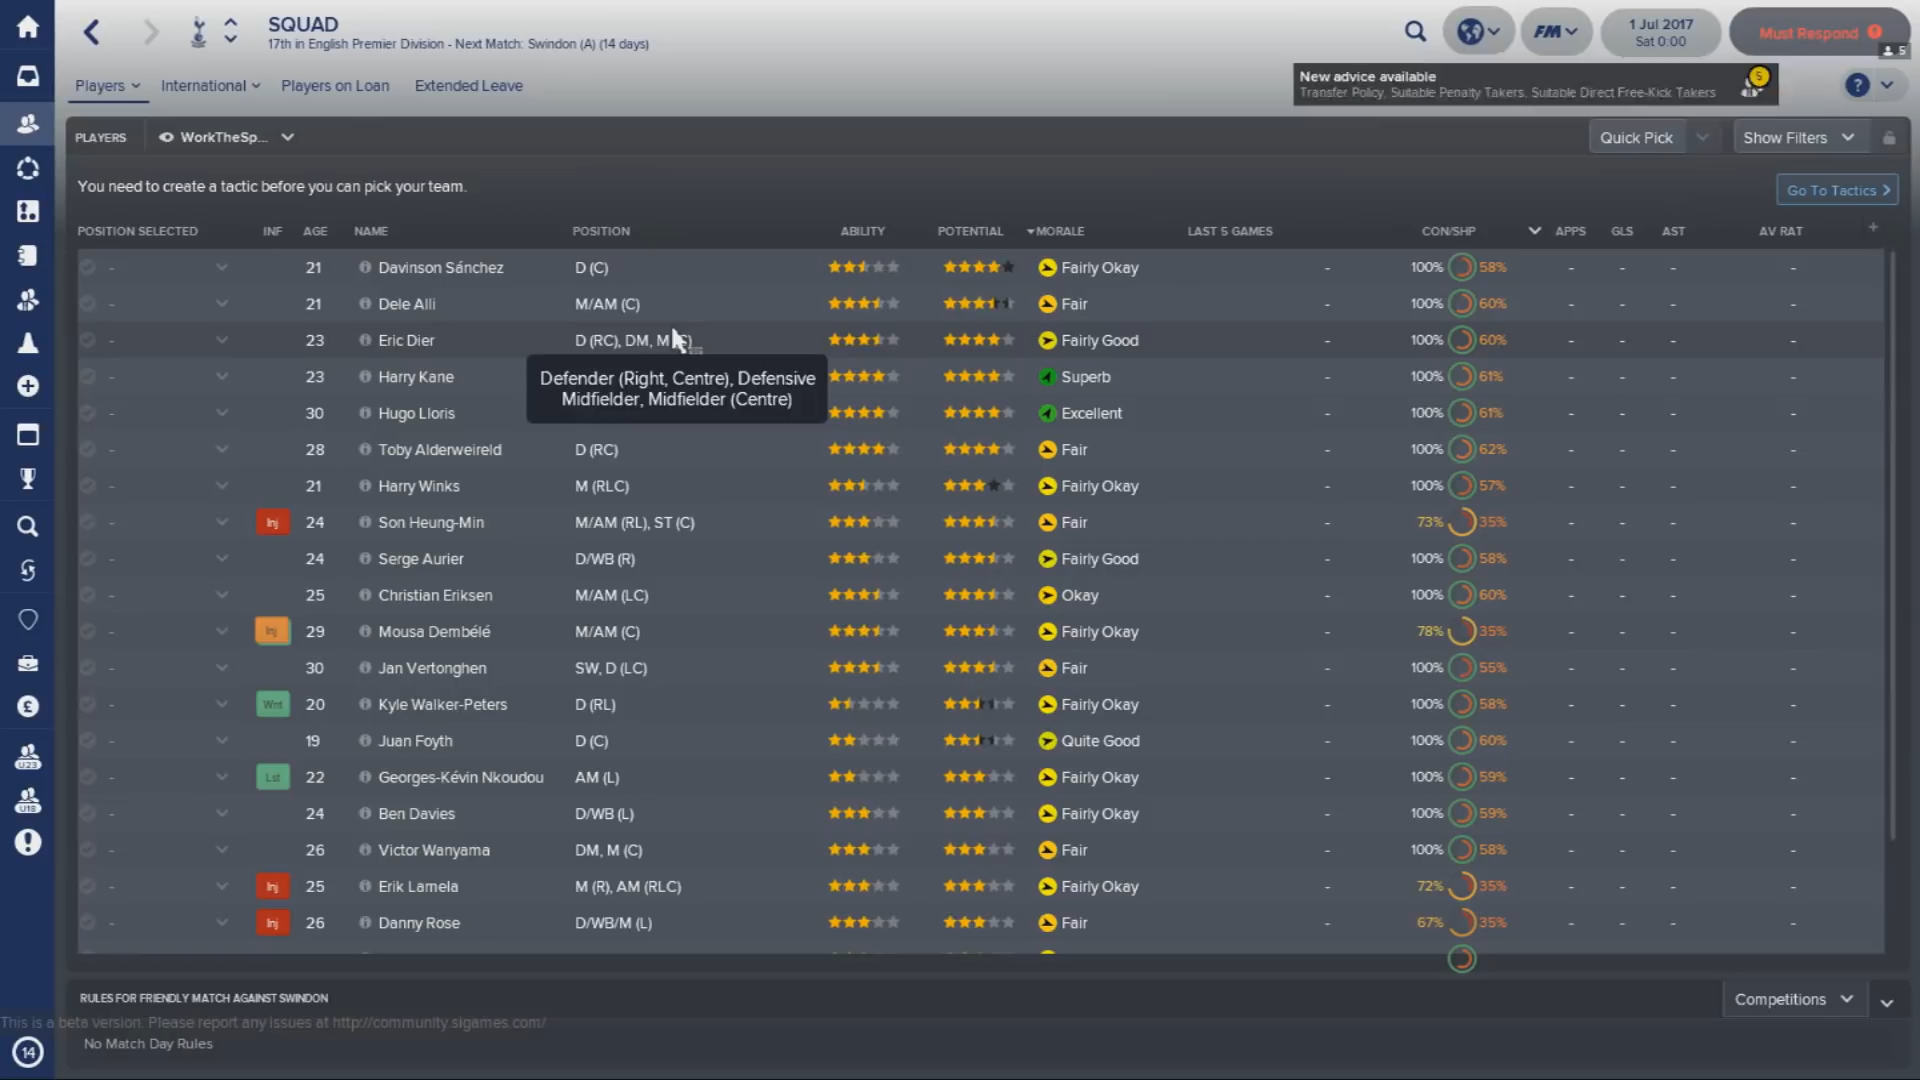 SQUAD
17th in English Premier Division - Next Match: Swindon (A) (14 days)
FM
1 Jul 2017
Sat 0:00
Must Respond
5
Players International Players on Loan Extended Leave
New advice available
Transfer Policy, Suitable Penalty Takers, Suitable Direct Free-Kick Takers
5
?
PLAYERS WorkTheSp... Quick Pick Show Filters
You need to create a tactic before you can pick your team. Go To Tactics
POSITION SELECTED INF AGE NAME POSITION ABILITY POTENTIAL MORALE LAST 5 GAMES CON/SHP APPS GLS AST AV RAT +
- 21 Davinson Sánchez D (C) Fairly Okay - 100% 58% - - - -
- 21 Dele Alli M/AM (C) Fair - 100% 60% - - - -
- 23 Eric Dier D (RC), DM, M Fairly Good - 100% 60% - - - -
- 23 Harry Kane Superb - 100% 61% - - - -
Defender (Right, Centre), Defensive
Midfielder, Midfielder (Centre)
- 30 Hugo Lloris Excellent - 100% 61% - - - -
- 28 Toby Alderweireld D (RC) Fair - 100% 62% - - - -
- 21 Harry Winks M (RLC) Fairly Okay - 100% 57% - - - -
- Inj 24 Son Heung-Min M/AM (RL), ST (C) Fair - 73% 35% - - - -
- 24 Serge Aurier D/WB (R) Fairly Good - 100% 58% - - - -
- 25 Christian Eriksen M/AM (LC) Okay - 100% 60% - - - -
- Inj 29 Mousa Dembélé M/AM (C) Fairly Okay - 78% 35% - - - -
- 30 Jan Vertonghen SW, D (LC) Fair - 100% 55% - - - -
- Wnt 20 Kyle Walker-Peters D (RL) Fairly Okay - 100% 58% - - - -
- 19 Juan Foyth D (C) Quite Good - 100% 60% - - - -
- Lst 22 Georges-Kévin Nkoudou AM (L) Fairly Okay - 100% 59% - - - -
- 24 Ben Davies D/WB (L) Fairly Okay - 100% 59% - - - -
- 26 Victor Wanyama DM, M (C) Fair - 100% 58% - - - -
- Inj 25 Erik Lamela M (R), AM (RLC) Fairly Okay - 72% 35% - - - -
- Inj 26 Danny Rose D/WB/M (L) Fair - 67% 35% - - - -
U23
U18
RULES FOR FRIENDLY MATCH AGAINST SWINDON Competitions
This is a beta version. Please report any issues at http://community.sigames.com/
No Match Day Rules
14